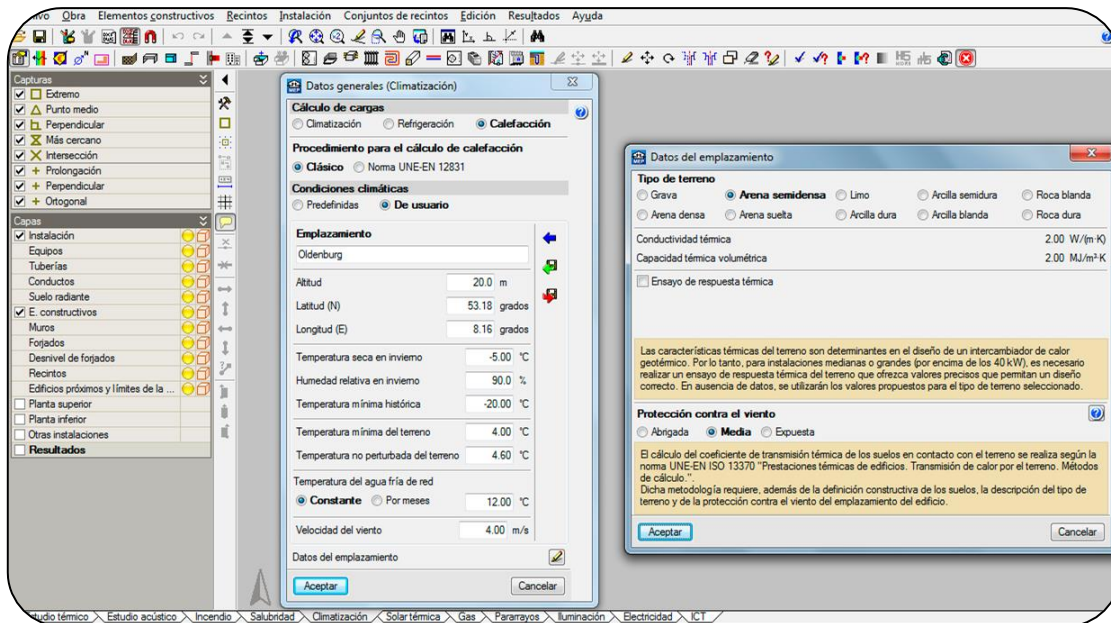 Obra Elementos constructivos Recintos Instalación Conjuntos de recintos Edición Resultados Ayuda
Capturas
Extremo
Punto medio
Perpendicular
Más cercano
Intersección
Prolongación
Perpendicular
Ortogonal
Capas
Instalación
Equipos
Tuberías
Conductos
Suelo radiante
E. constructivos
Muros
Forjados
Desnivel de forjados
Recintos
Edificios próximos y límites de la ...
Planta superior
Planta inferior
Otras instalaciones
Resultados
Datos generales (Climatización)
Cálculo de cargas
Climatización Refrigeración Calefacción
Procedimiento para el cálculo de calefacción
Clásico Norma UNE-EN 12831
Condiciones climáticas
Predefinidas De usuario
Emplazamiento
Oldenburg
Altitud 20.0 m
Latitud (N) 53.18 grados
Longitud (E) 8.16 grados
Temperatura seca en invierno -5.00 °C
Humedad relativa en invierno 90.0 %
Temperatura mínima histórica -20.00 °C
Temperatura mínima del terreno 4.00 °C
Temperatura no perturbada del terreno 4.60 °C
Temperatura del agua fría de red
Constante Por meses 12.00 °C
Velocidad del viento 4.00 m/s
Datos del emplazamiento
Aceptar Cancelar
Datos del emplazamiento
Tipo de terreno
Grava Arena semidensa Limo Arcilla semidura Roca blanda
Arena densa Arena suelta Arcilla dura Arcilla blanda Roca dura
Conductividad térmica 2.00 W/(m·K)
Capacidad térmica volumétrica 2.00 MJ/m³·K
Ensayo de respuesta térmica
Las características térmicas del terreno son determinantes en el diseño de un intercambiador de calor
geotérmico. Por lo tanto, para instalaciones medianas o grandes (por encima de los 40 kW), es necesario
realizar un ensayo de respuesta térmica del terreno que ofrezca valores precisos que permitan un diseño
correcto. En ausencia de datos, se utilizarán los valores propuestos para el tipo de terreno seleccionado.
Protección contra el viento
Abrigada Media Expuesta
El cálculo del coeficiente de transmisión térmica de los suelos en contacto con el terreno se realiza según la
norma UNE-EN ISO 13370 "Prestaciones térmicas de edificios. Transmisión de calor por el terreno. Métodos
de cálculo.".
Dicha metodología requiere, además de la definición constructiva de los suelos, la descripción del tipo de
terreno y de la protección contra el viento del emplazamiento del edificio.
Aceptar Cancelar
térmico Estudio acústico Incendio Salubridad Climatización Solar térmica Gas Pararrayos Iluminación Electricidad ICT